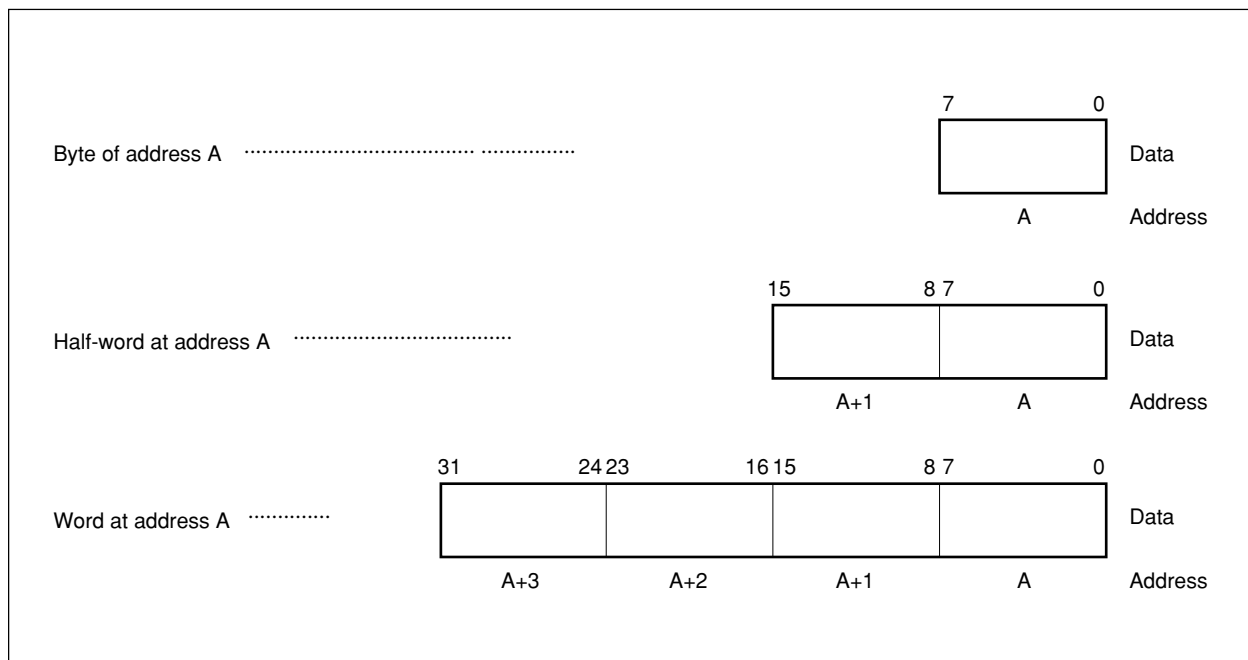 7 0
Byte of address A ........................................ ................ Data
A Address
15 8 7 0
Half-word at address A ..................................... Data
A+1 A Address
31 24 23 16 15 8 7 0
Word at address A .............. Data
A+3 A+2 A+1 A Address